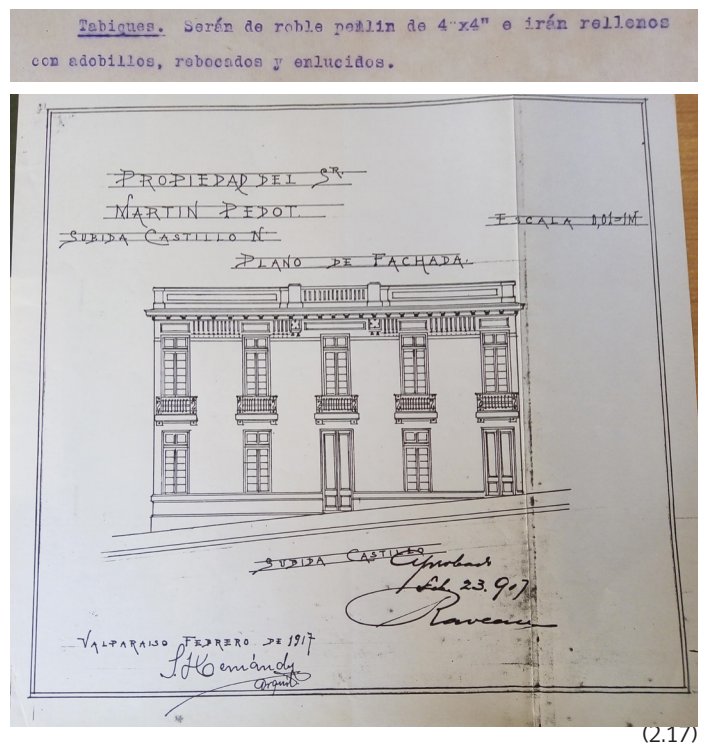 Tabiques. Serán de roble pellin de 4"x4" e irán rellenos
con adobillos, rebocados y enlucidos.
PROPIEDAD DEL SR.
MARTIN PEDOT.
ESCALA 0,01=1M
SUBIDA CASTILLO N.
PLANO DE FACHADA.
SUBIDA CASTILLO
Aprobado
Feb. 23. 917
Raveau
VALPARAISO FEBRERO DE 1917
S. Hernández
Arquit
(2.17)